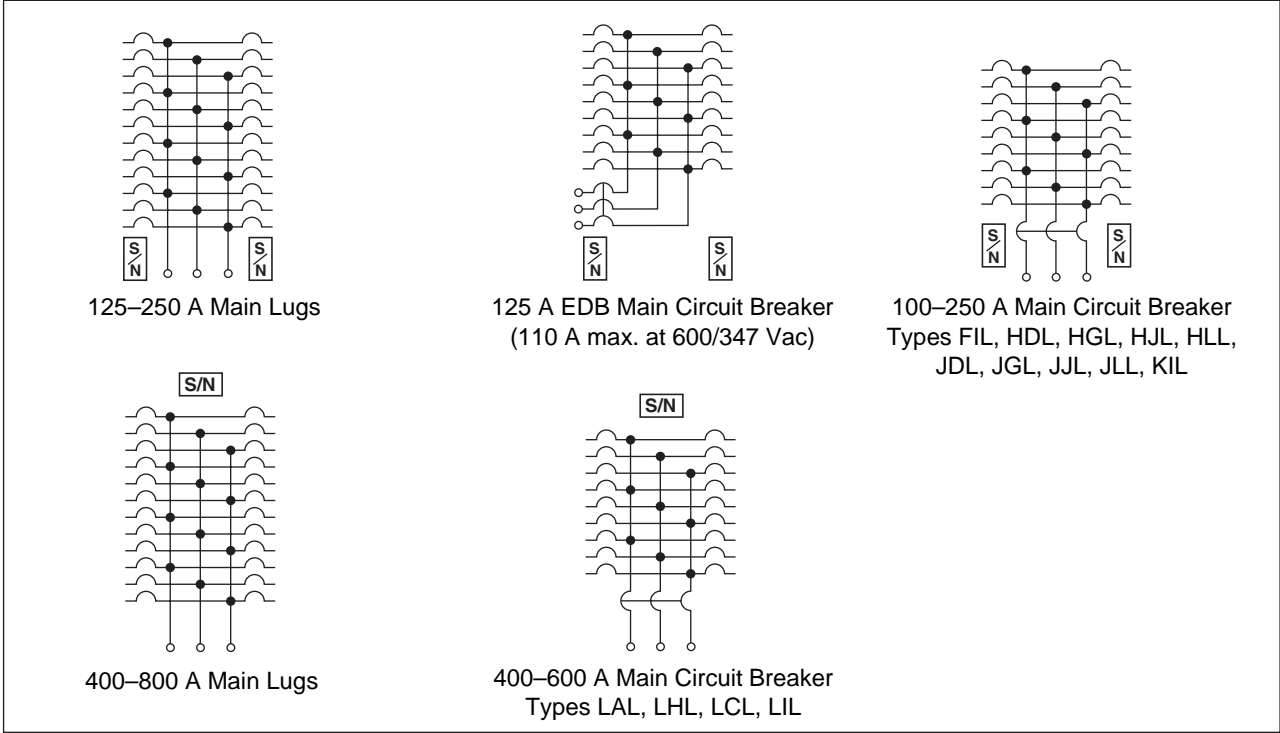 S/N
S/N
125–250 A Main Lugs
S/N
S/N
125 A EDB Main Circuit Breaker
(110 A max. at 600/347 Vac)
S/N
S/N
100–250 A Main Circuit Breaker
Types FIL, HDL, HGL, HJL, HLL,
JDL, JGL, JJL, JLL, KIL
S/N
400–800 A Main Lugs
S/N
400–600 A Main Circuit Breaker
Types LAL, LHL, LCL, LIL